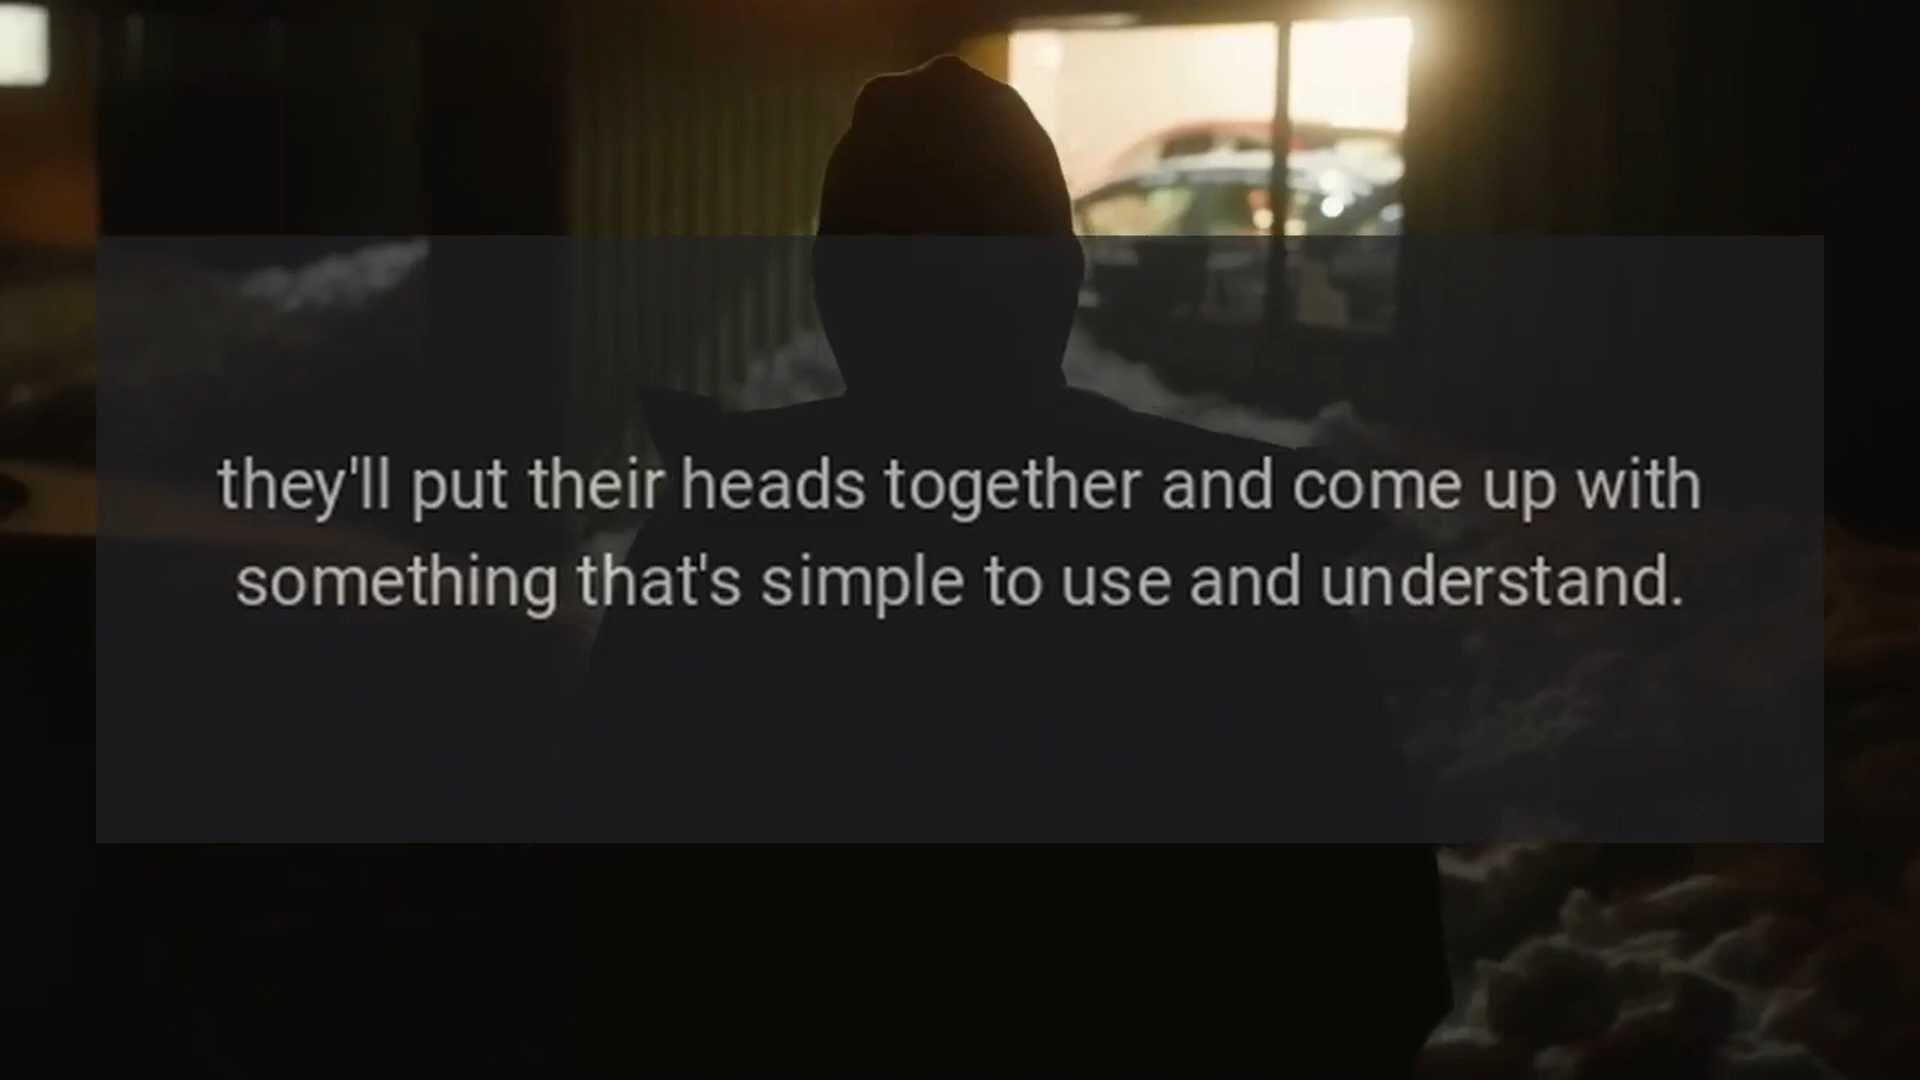 they'll put their heads together and come up with
something that's simple to use and understand.